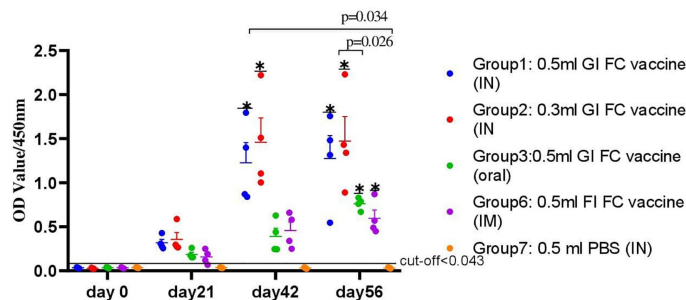 p=0.034
p=0.026
* * * * * *
OD Value/450nm
2.5
2.0
1.5
1.0
0.5
0.0
day 0 day21 day42 day56
cut-off<0.043
Group1: 0.5ml GI FC vaccine
(IN)
Group2: 0.3ml GI FC vaccine
(IN
Group3:0.5ml GI FC vaccine
(oral)
Group6: 0.5ml FI FC vaccine
(IM)
Group7: 0.5 ml PBS (IN)